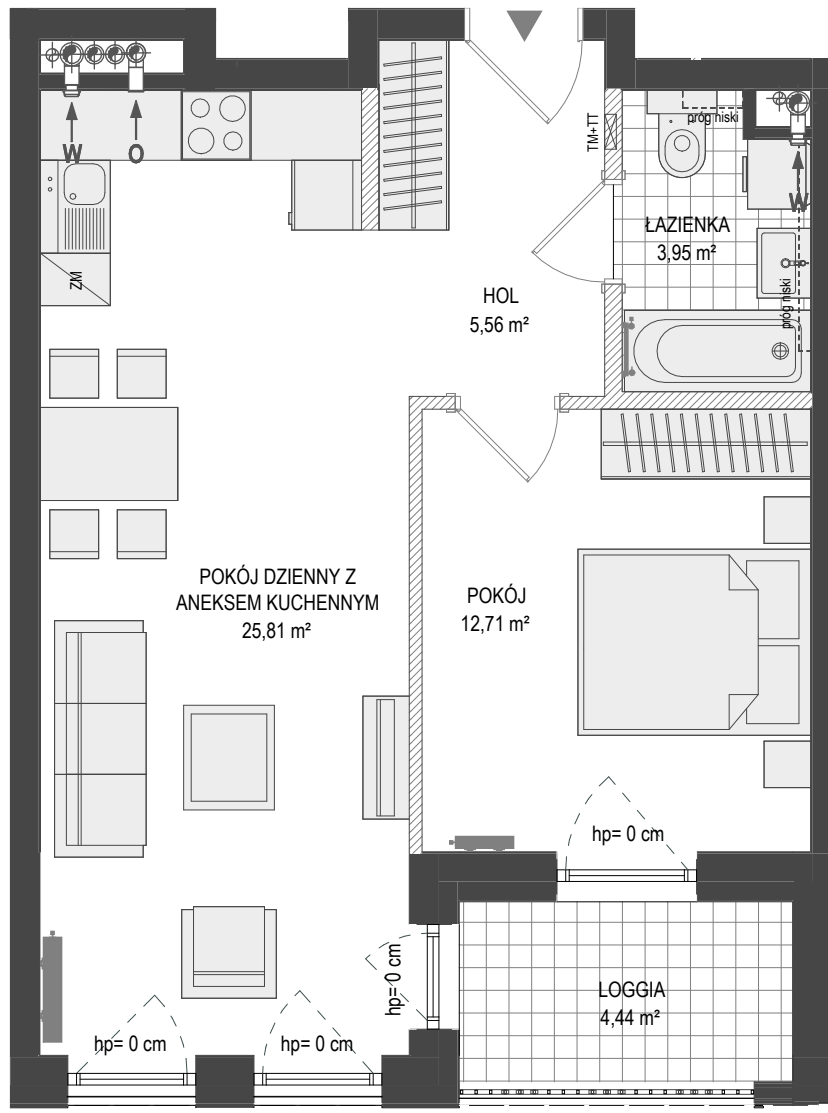 W
O
TM+TT
próg niski
W
ŁAZIENKA
3,95 m²
ZM
HOL
5,56 m²
próg niski
POKÓJ DZIENNY Z
ANEKSEM KUCHENNYM
25,81 m²
POKÓJ
12,71 m²
hp= 0 cm
hp= 0 cm
LOGGIA
4,44 m²
hp= 0 cm
hp= 0 cm